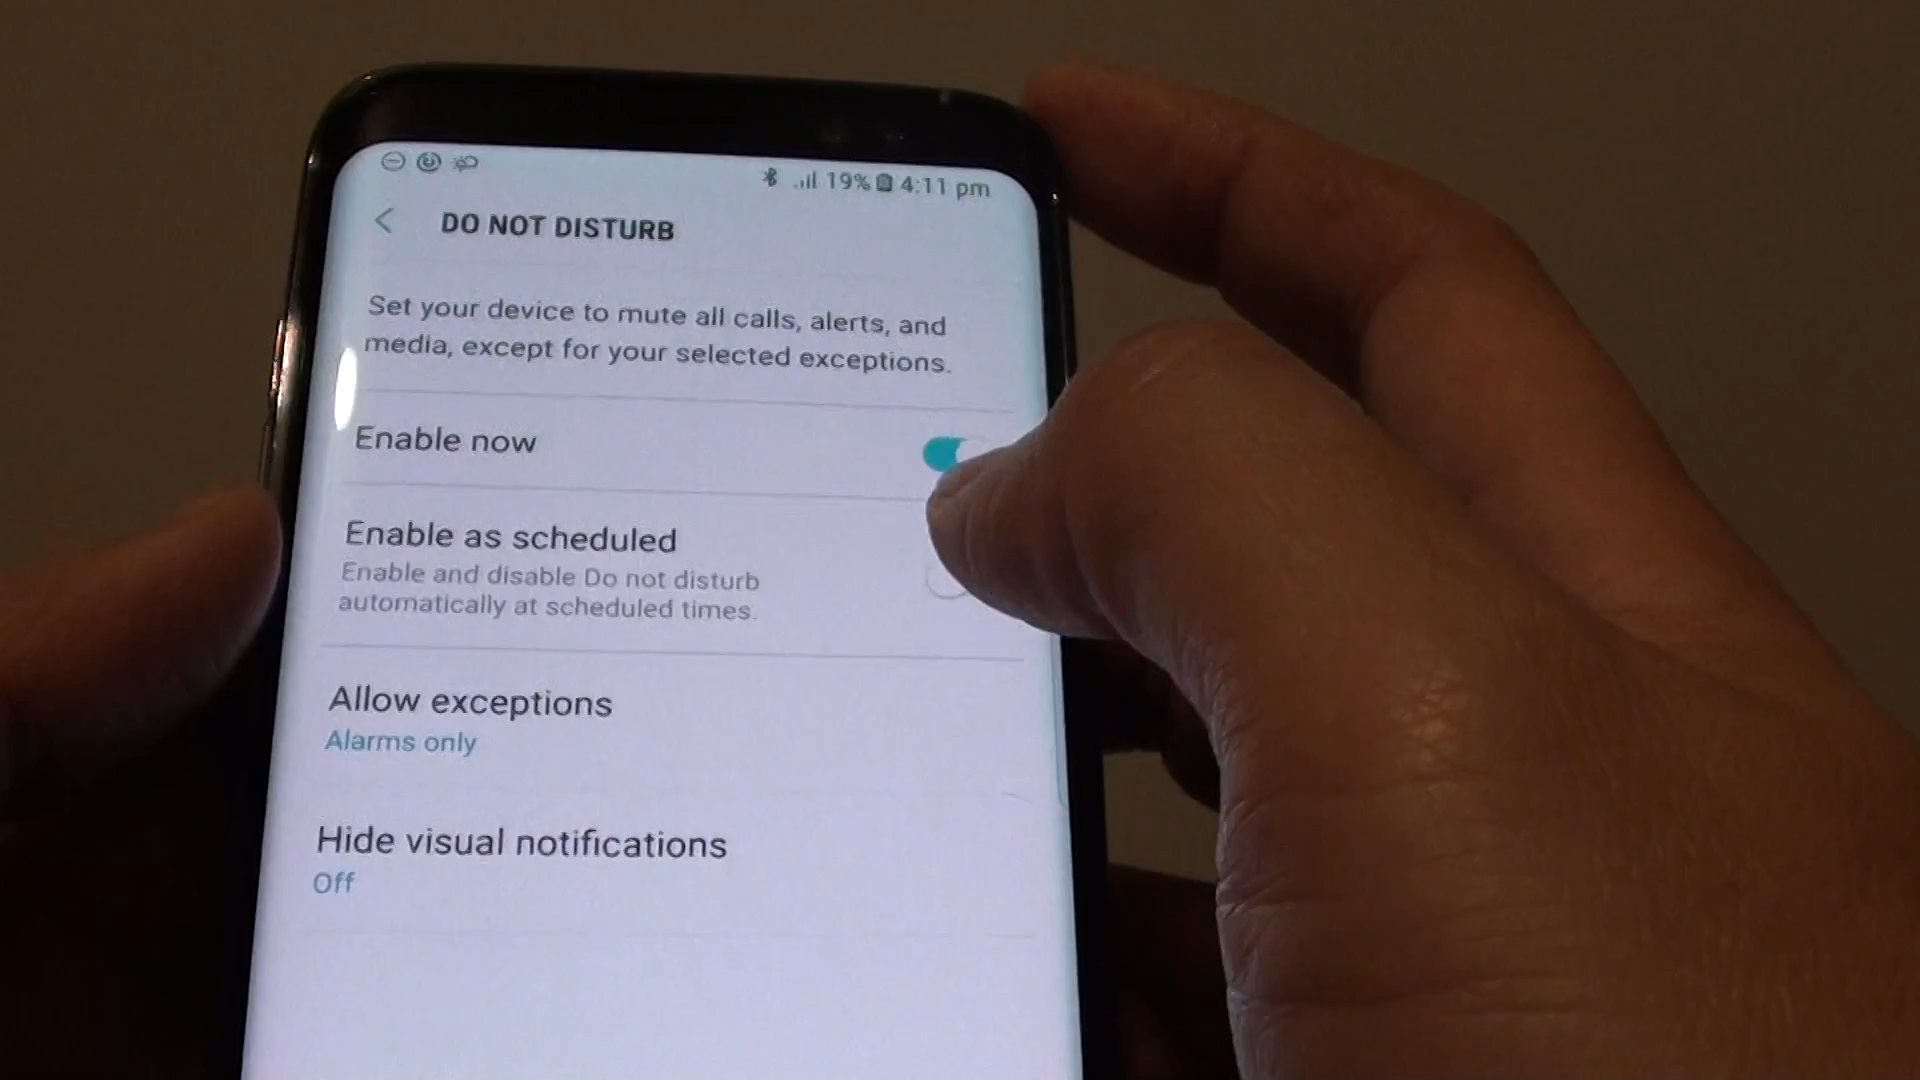 19% 4:11 pm
DO NOT DISTURB
Set your device to mute all calls, alerts, and
media, except for your selected exceptions.
Enable now
Enable as scheduled
Enable and disable Do not disturb
automatically at scheduled times.
Allow exceptions
Alarms only
Hide visual notifications
Off